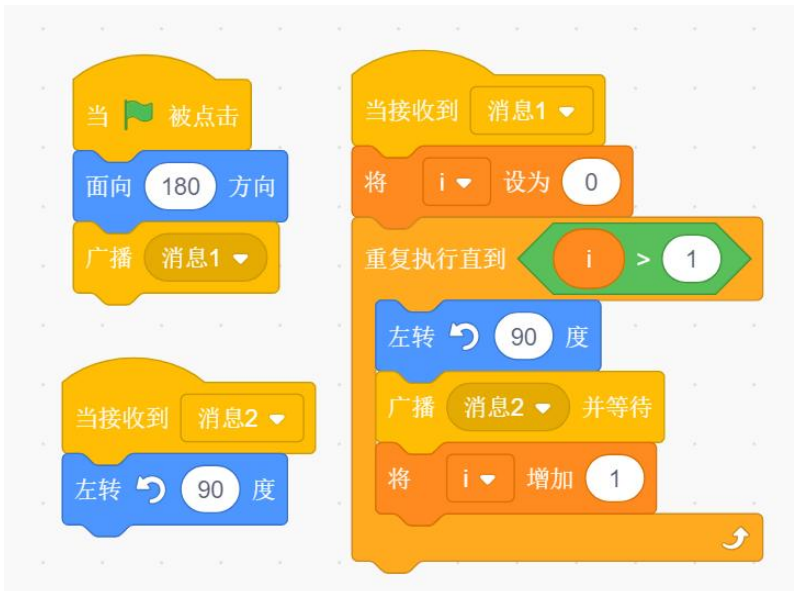 当 被点击
面向 180 方向
广播 消息1
当接收到 消息2
左转 90 度
当接收到 消息1
将 i 设为 0
重复执行直到 i > 1
左转 90 度
广播 消息2 并等待
将 i 增加 1